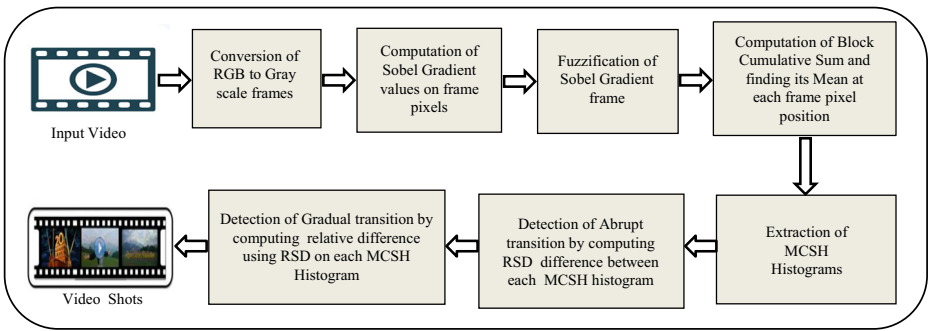 Input Video
Conversion of
RGB to Gray
scale frames
Computation of
Sobel Gradient
values on frame
pixels
Fuzzification of
Sobel Gradient
frame
Computation of Block
Cumulative Sum and
finding its Mean at
each frame pixel
position
Extraction of
MCSH
Histograms
Detection of Abrupt
transition by computing
RSD difference between
each MCSH histogram
Detection of Gradual transition by
computing relative difference
using RSD on each MCSH
Histogram
Video Shots